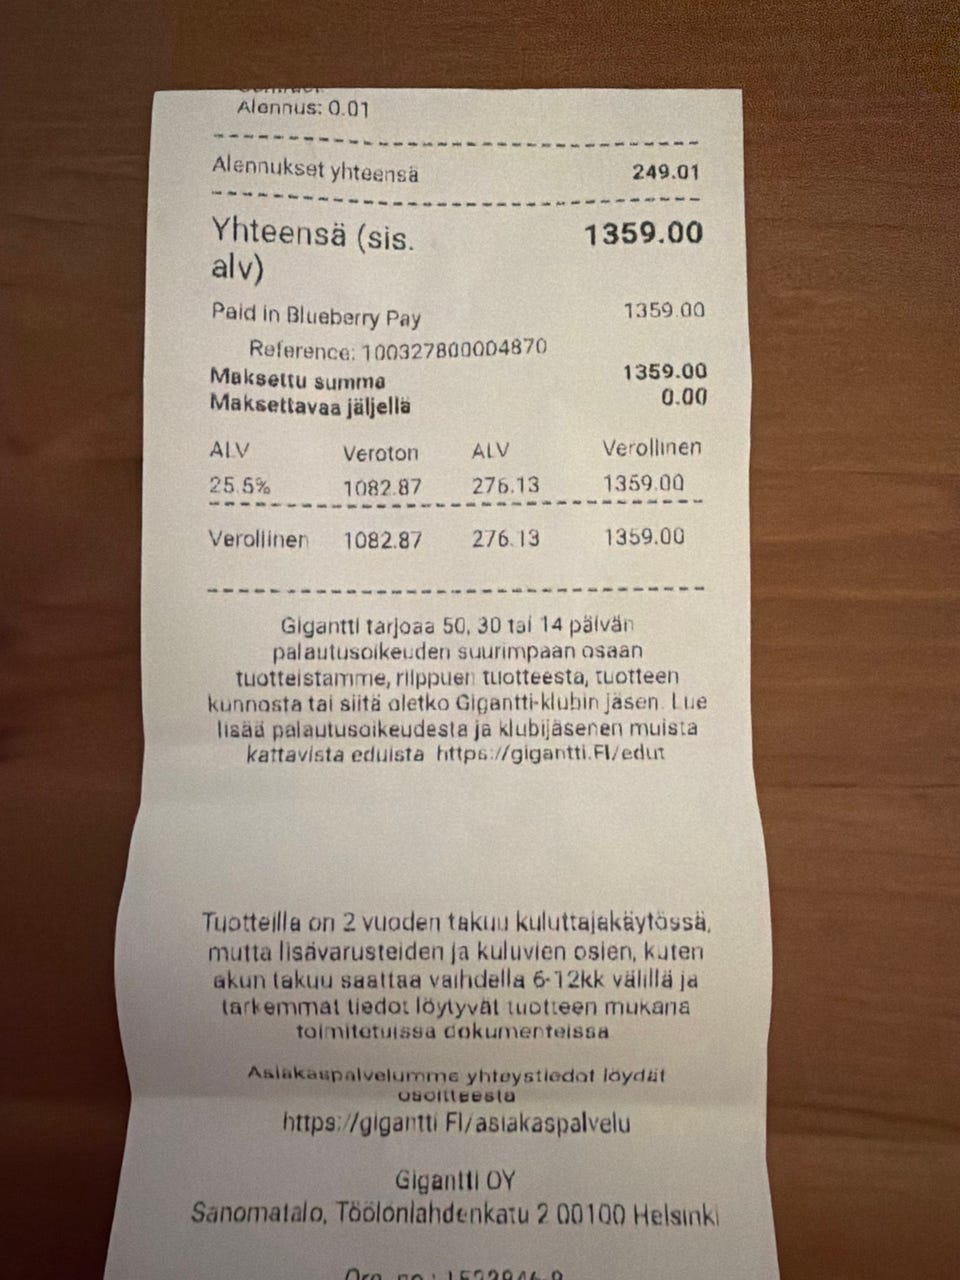 Alennus: 0.01
Alennukset yhteensä 249.01
Yhteensä (sis. 1359.00
alv)
Paid in Blueberry Pay 1359.00
Reference: 100327800004870
Maksettu summa 1359.00
Maksettavaa jäljellä 0.00
ALV Veroton ALV Verollinen
25.5% 1082.87 276.13 1359.00
Verollinen 1082.87 276.13 1359.00
Gigantti tarjoaa 50, 30 tai 14 päivän
palautusoikeuden suurimpaan osaan
tuotteistamme, riippuen tuotteesta, tuotteen
kunnosta tai siitä oletko Gigantti-klubin jäsen. Lue
lisää palautusoikeudesta ja klubijäsenen muista
kattavista eduista https://gigantti.FI/edut
Tuotteilla on 2 vuoden takuu kuluttajakäytössä,
mutta lisävarusteiden ja kuluvien osien, kuten
akun takuu saattaa vaihdella 6-12kk välillä ja
tarkemmat tiedot löytyvät tuotteen mukana
toimitetuissa dokumenteissa
Asiakaspalvelumme yhteystiedot löydät
osoitteesta
https://gigantti.FI/asiakaspalvelu
Gigantti OY
Sanomatalo, Töölönlahdenkatu 2 00100 Helsinki
Org. no.: